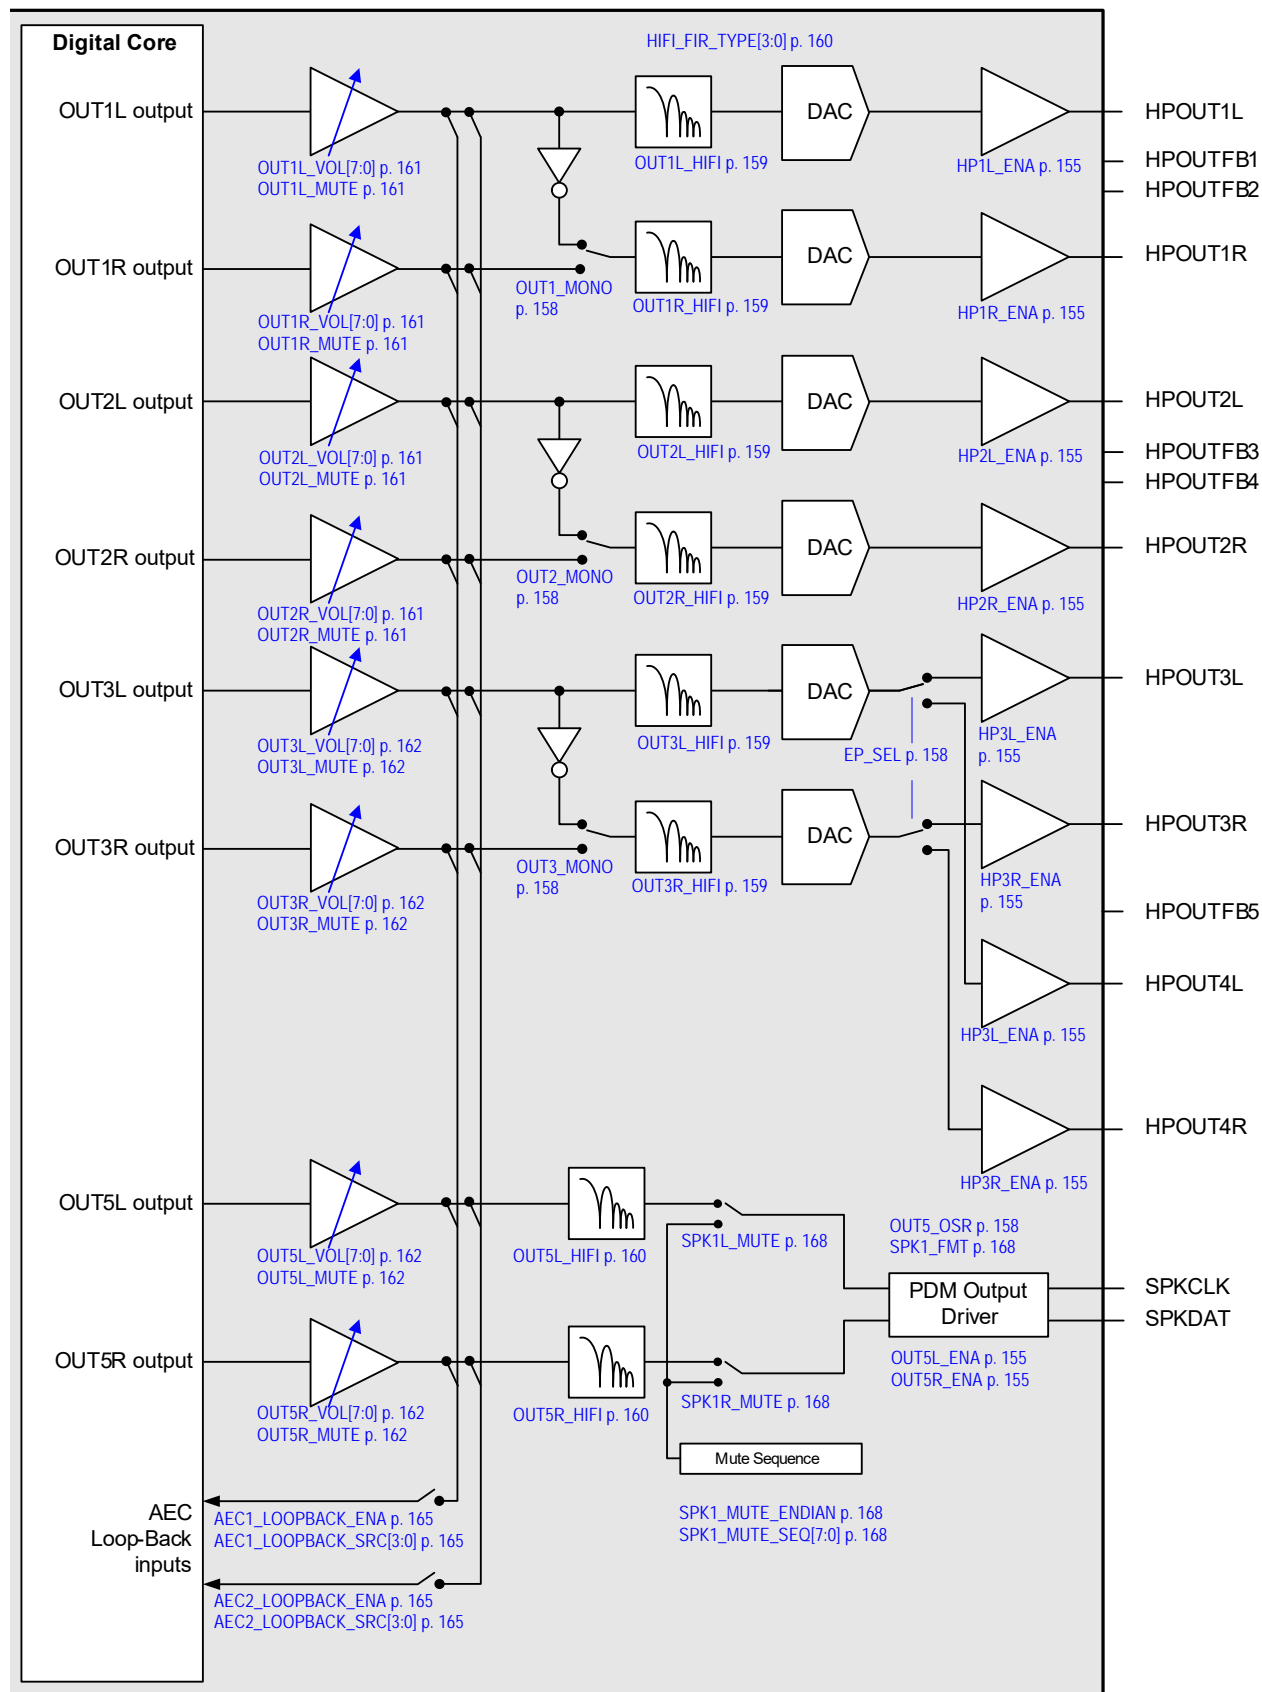 Digital Core
HIFI_FIR_TYPE[3:0] p. 160
OUT1L output
DAC
HPOUT1L
OUT1L_VOL[7:0] p. 161
OUT1L_MUTE p. 161
OUT1L_HIFI p. 159
HP1L_ENA p. 155
HPOUTFB1
HPOUTFB2
OUT1R output
DAC
HPOUT1R
OUT1_MONO
p. 158
OUT1R_HIFI p. 159
HP1R_ENA p. 155
OUT1R_VOL[7:0] p. 161
OUT1R_MUTE p. 161
OUT2L output
DAC
HPOUT2L
OUT2L_VOL[7:0] p. 161
OUT2L_MUTE p. 161
OUT2L_HIFI p. 159
HP2L_ENA p. 155
HPOUTFB3
HPOUTFB4
OUT2R output
DAC
HPOUT2R
OUT2_MONO
p. 158
OUT2R_HIFI p. 159
HP2R_ENA p. 155
OUT2R_VOL[7:0] p. 161
OUT2R_MUTE p. 161
OUT3L output
DAC
HPOUT3L
OUT3L_VOL[7:0] p. 162
OUT3L_MUTE p. 162
OUT3L_HIFI p. 159
EP_SEL p. 158
HP3L_ENA
p. 155
OUT3R output
DAC
HPOUT3R
OUT3_MONO
p. 158
OUT3R_HIFI p. 159
HP3R_ENA
p. 155
OUT3R_VOL[7:0] p. 162
OUT3R_MUTE p. 162
HPOUTFB5
HPOUT4L
HP3L_ENA p. 155
HPOUT4R
HP3R_ENA p. 155
OUT5L output
OUT5L_VOL[7:0] p. 162
OUT5L_MUTE p. 162
OUT5L_HIFI p. 160
SPK1L_MUTE p. 168
OUT5_OSR p. 158
SPK1_FMT p. 168
PDM Output
Driver
SPKCLK
SPKDAT
OUT5L_ENA p. 155
OUT5R_ENA p. 155
OUT5R output
OUT5R_VOL[7:0] p. 162
OUT5R_MUTE p. 162
OUT5R_HIFI p. 160
SPK1R_MUTE p. 168
Mute Sequence
SPK1_MUTE_ENDIAN p. 168
SPK1_MUTE_SEQ[7:0] p. 168
AEC
Loop-Back
inputs
AEC1_LOOPBACK_ENA p. 165
AEC1_LOOPBACK_SRC[3:0] p. 165
AEC2_LOOPBACK_ENA p. 165
AEC2_LOOPBACK_SRC[3:0] p. 165